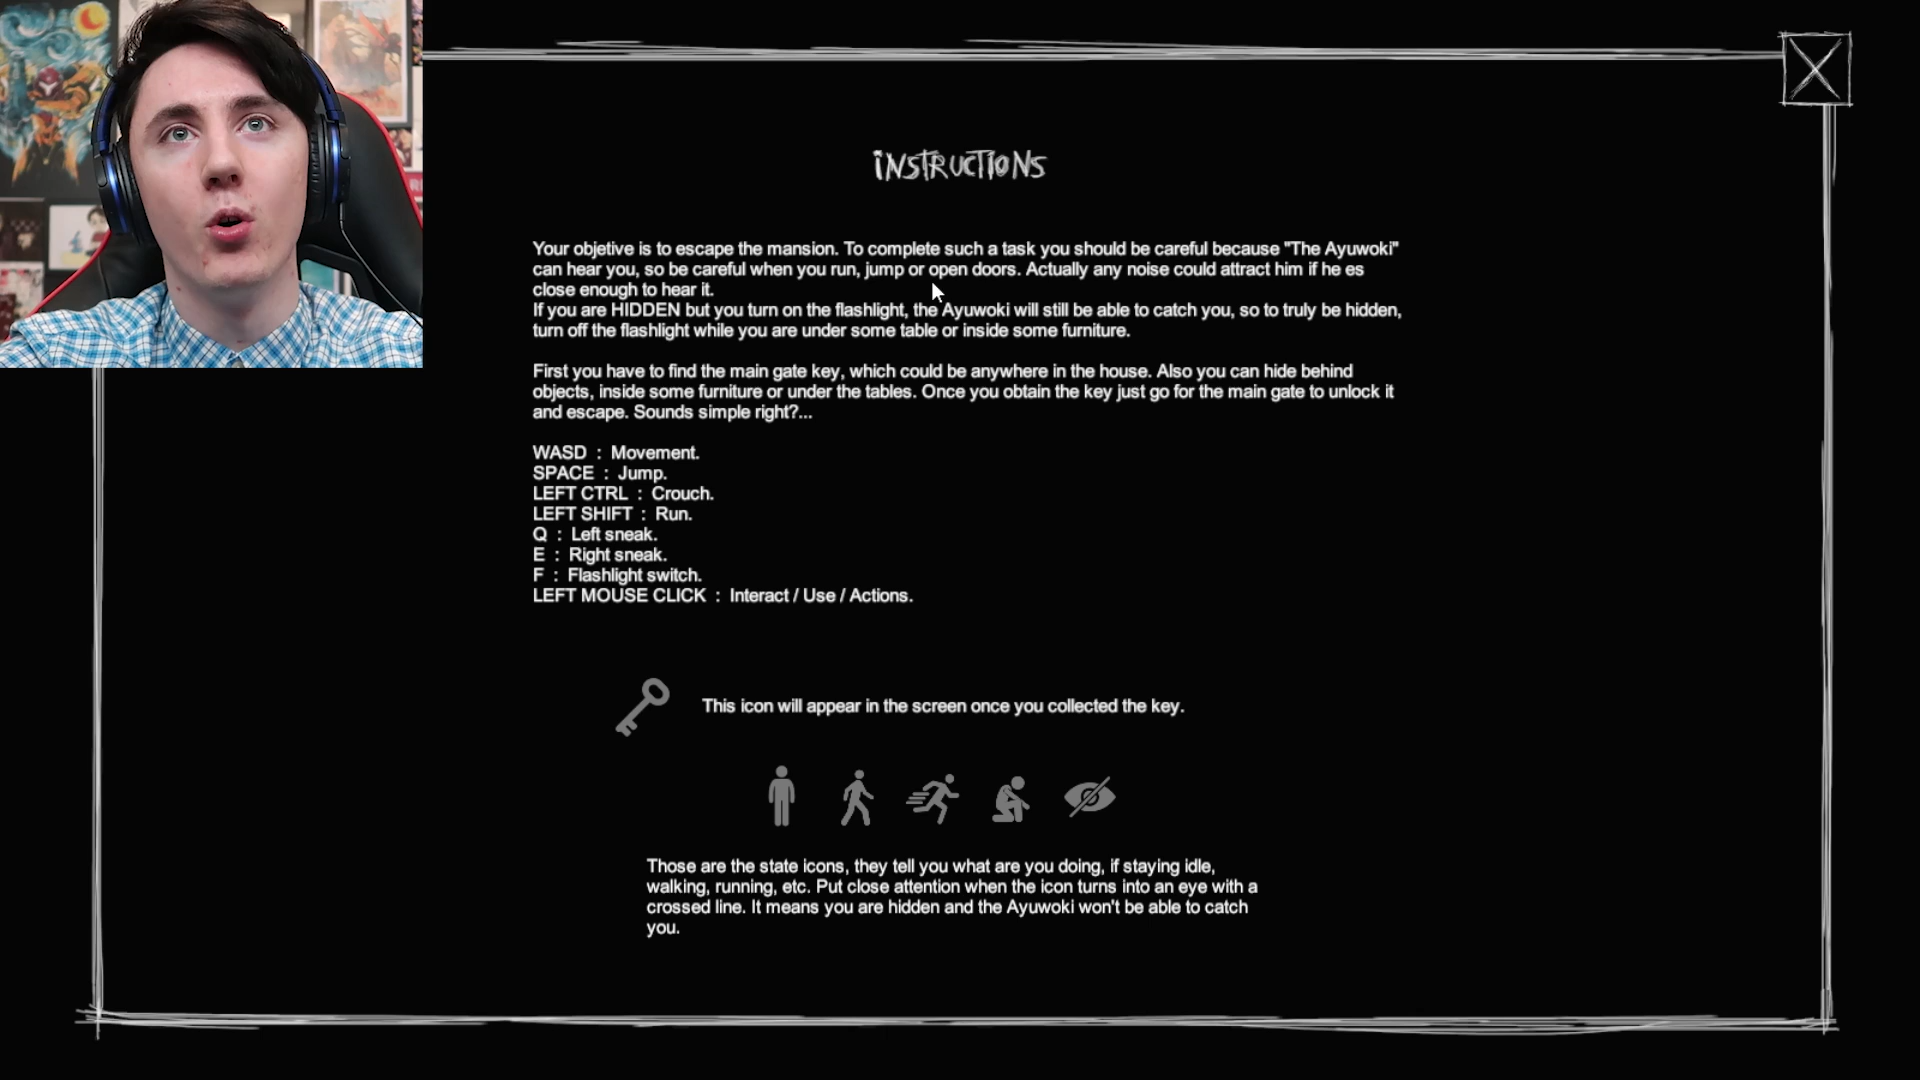 INSTRUCTIONS
Your objetive is to escape the mansion. To complete such a task you should be careful because "The Ayuwoki"
can hear you, so be careful when you run, jump or open doors. Actually any noise could attract him if he es
close enough to hear it.
If you are HIDDEN but you turn on the flashlight, the Ayuwoki will still be able to catch you, so to truly be hidden,
turn off the flashlight while you are under some table or inside some furniture.
First you have to find the main gate key, which could be anywhere in the house. Also you can hide behind
objects, inside some furniture or under the tables. Once you obtain the key just go for the main gate to unlock it
and escape. Sounds simple right?...
WASD : Movement.
SPACE : Jump.
LEFT CTRL : Crouch.
LEFT SHIFT : Run.
Q : Left sneak.
E : Right sneak.
F : Flashlight switch.
LEFT MOUSE CLICK : Interact / Use / Actions.
This icon will appear in the screen once you collected the key.
Those are the state icons, they tell you what are you doing, if staying idle,
walking, running, etc. Put close attention when the icon turns into an eye with a
crossed line. It means you are hidden and the Ayuwoki won't be able to catch
you.